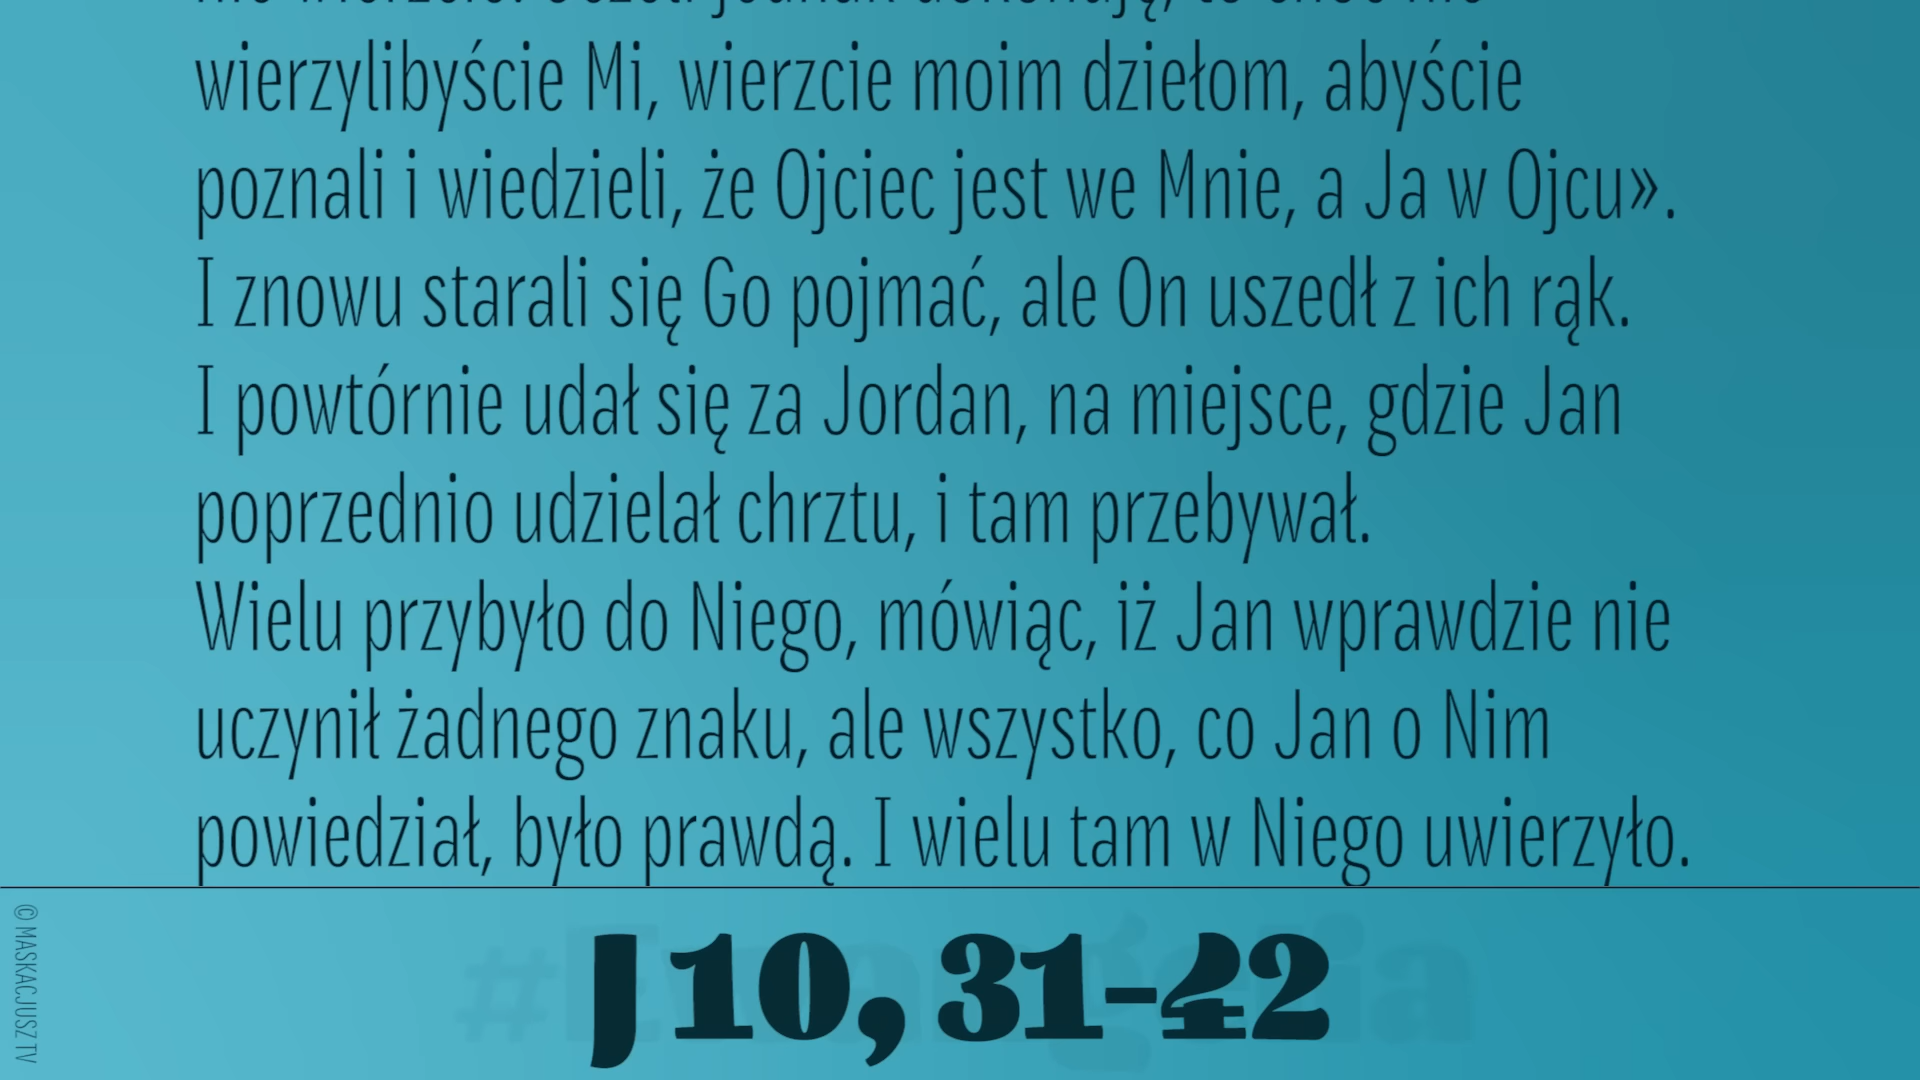 wierzylibyście Mi, wierzcie moim dziełom, abyście
poznali i wiedzieli, że Ojciec jest we Mnie, a Ja w Ojcu».
I znowu starali się Go pojmać, ale On uszedł z ich rąk.
I powtórnie udał się za Jordan, na miejsce, gdzie Jan
poprzednio udzielał chrztu, i tam przebywał.
Wielu przybyło do Niego, mówiąc, iż Jan wprawdzie nie
uczynił żadnego znaku, ale wszystko, co Jan o Nim
powiedział, było prawdą. I wielu tam w Niego uwierzyło.
#Ewangelia
J 10, 31-42
© MASKACJUSZ TV